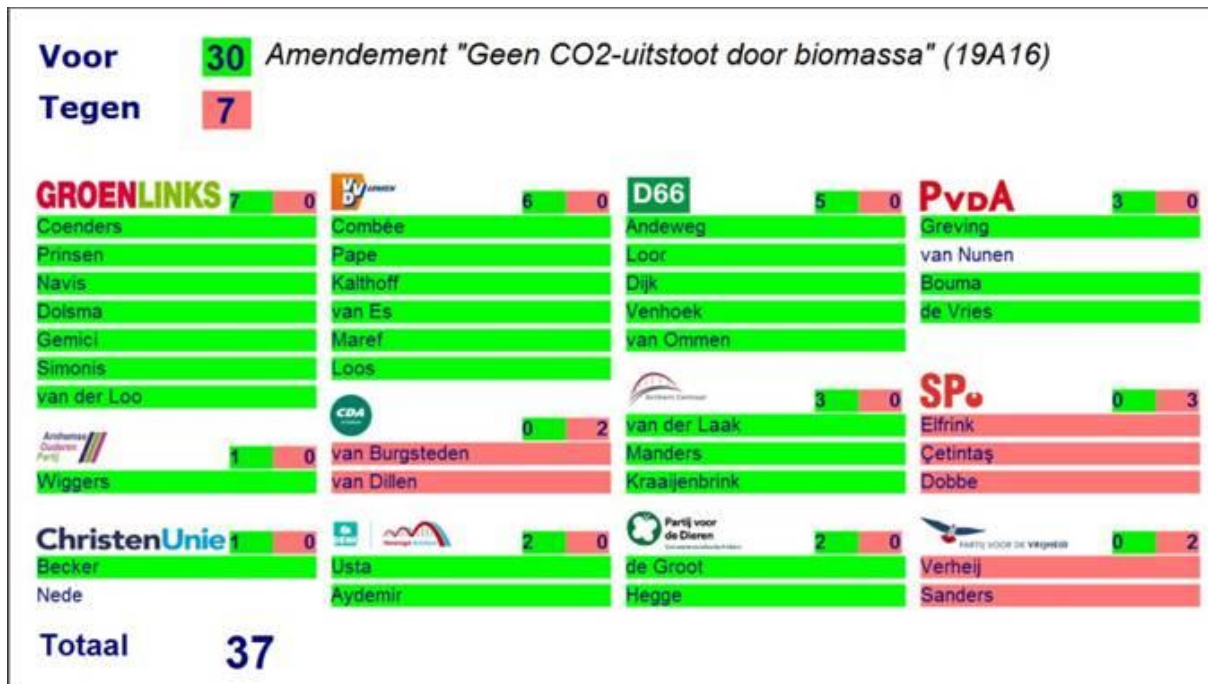 Voor 30 Amendement "Geen CO2-uitstoot door biomassa" (19A16)
Tegen 7
GROENLINKS 7 0
Coenders
Prinsen
Navis
Dolsma
Gemici
Simonis
van der Loo
VVD ARNHEM 6 0
Combée
Pape
Kalthoff
van Es
Maref
Loos
D66 5 0
Andeweg
Loor
Dijk
Venhoek
van Ommen
PvdA 3 0
Greving
van Nunen
Bouma
de Vries
Arnhemse
Ouderen
Partij
1 0
Wiggers
CDA
0 2
van Burgsteden
van Dillen
Arnhem Centraal
3 0
van der Laak
Manders
Kraaijenbrink
SP 0 3
Elfrink
Çetintaş
Dobbe
ChristenUnie 1 0
Becker
Nede
Verenigd Arnhem 2 0
Usta
Aydemir
Partij voor
de Dieren
2 0
de Groot
Hegge
PARTIJ VOOR DE VRIJHEID 0 2
Verheij
Sanders
Totaal 37